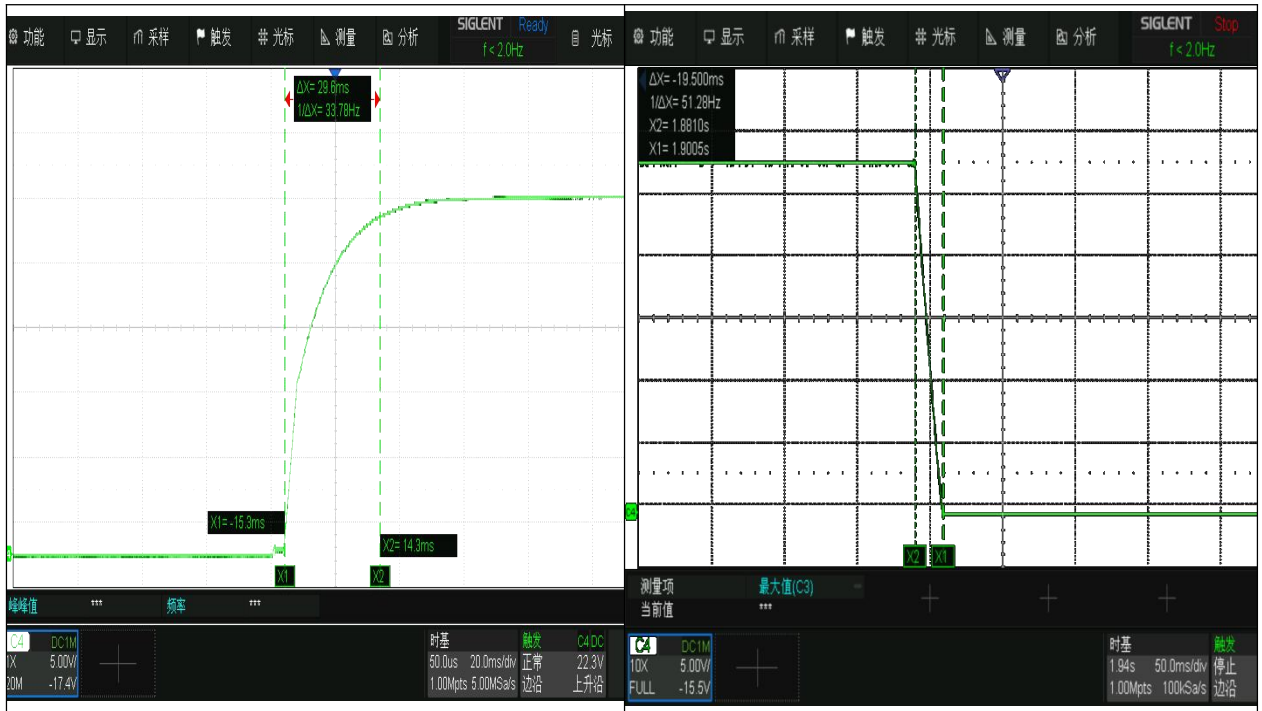 功能 显示 采样 触发 光标 测量 分析 SIGLENT Ready 光标
f < 2.0Hz
ΔX= 29.6ms
1/ΔX= 33.78Hz
X1= -15.3ms
X2= 14.3ms
X1 X2
峰峰值 *** 频率 ***
C4 DC1M
1X 5.00V/
20M -17.4V
时基
50.0us 20.0ms/div
1.00Mpts 5.00MSa/s
触发 C4 DC
正常 22.3V
边沿 上升沿
功能 显示 采样 触发 光标 测量 分析 SIGLENT Stop
f < 2.0Hz
ΔX= -19.500ms
1/ΔX= 51.28Hz
X2= 1.8810s
X1= 1.9005s
C4
X2 X1
测量项 最大值(C3)
当前值 ***
C4 DC1M
10X 5.00V/
FULL -15.5V
时基
1.94s 50.0ms/div
1.00Mpts 100kSa/s
触发
停止
边沿